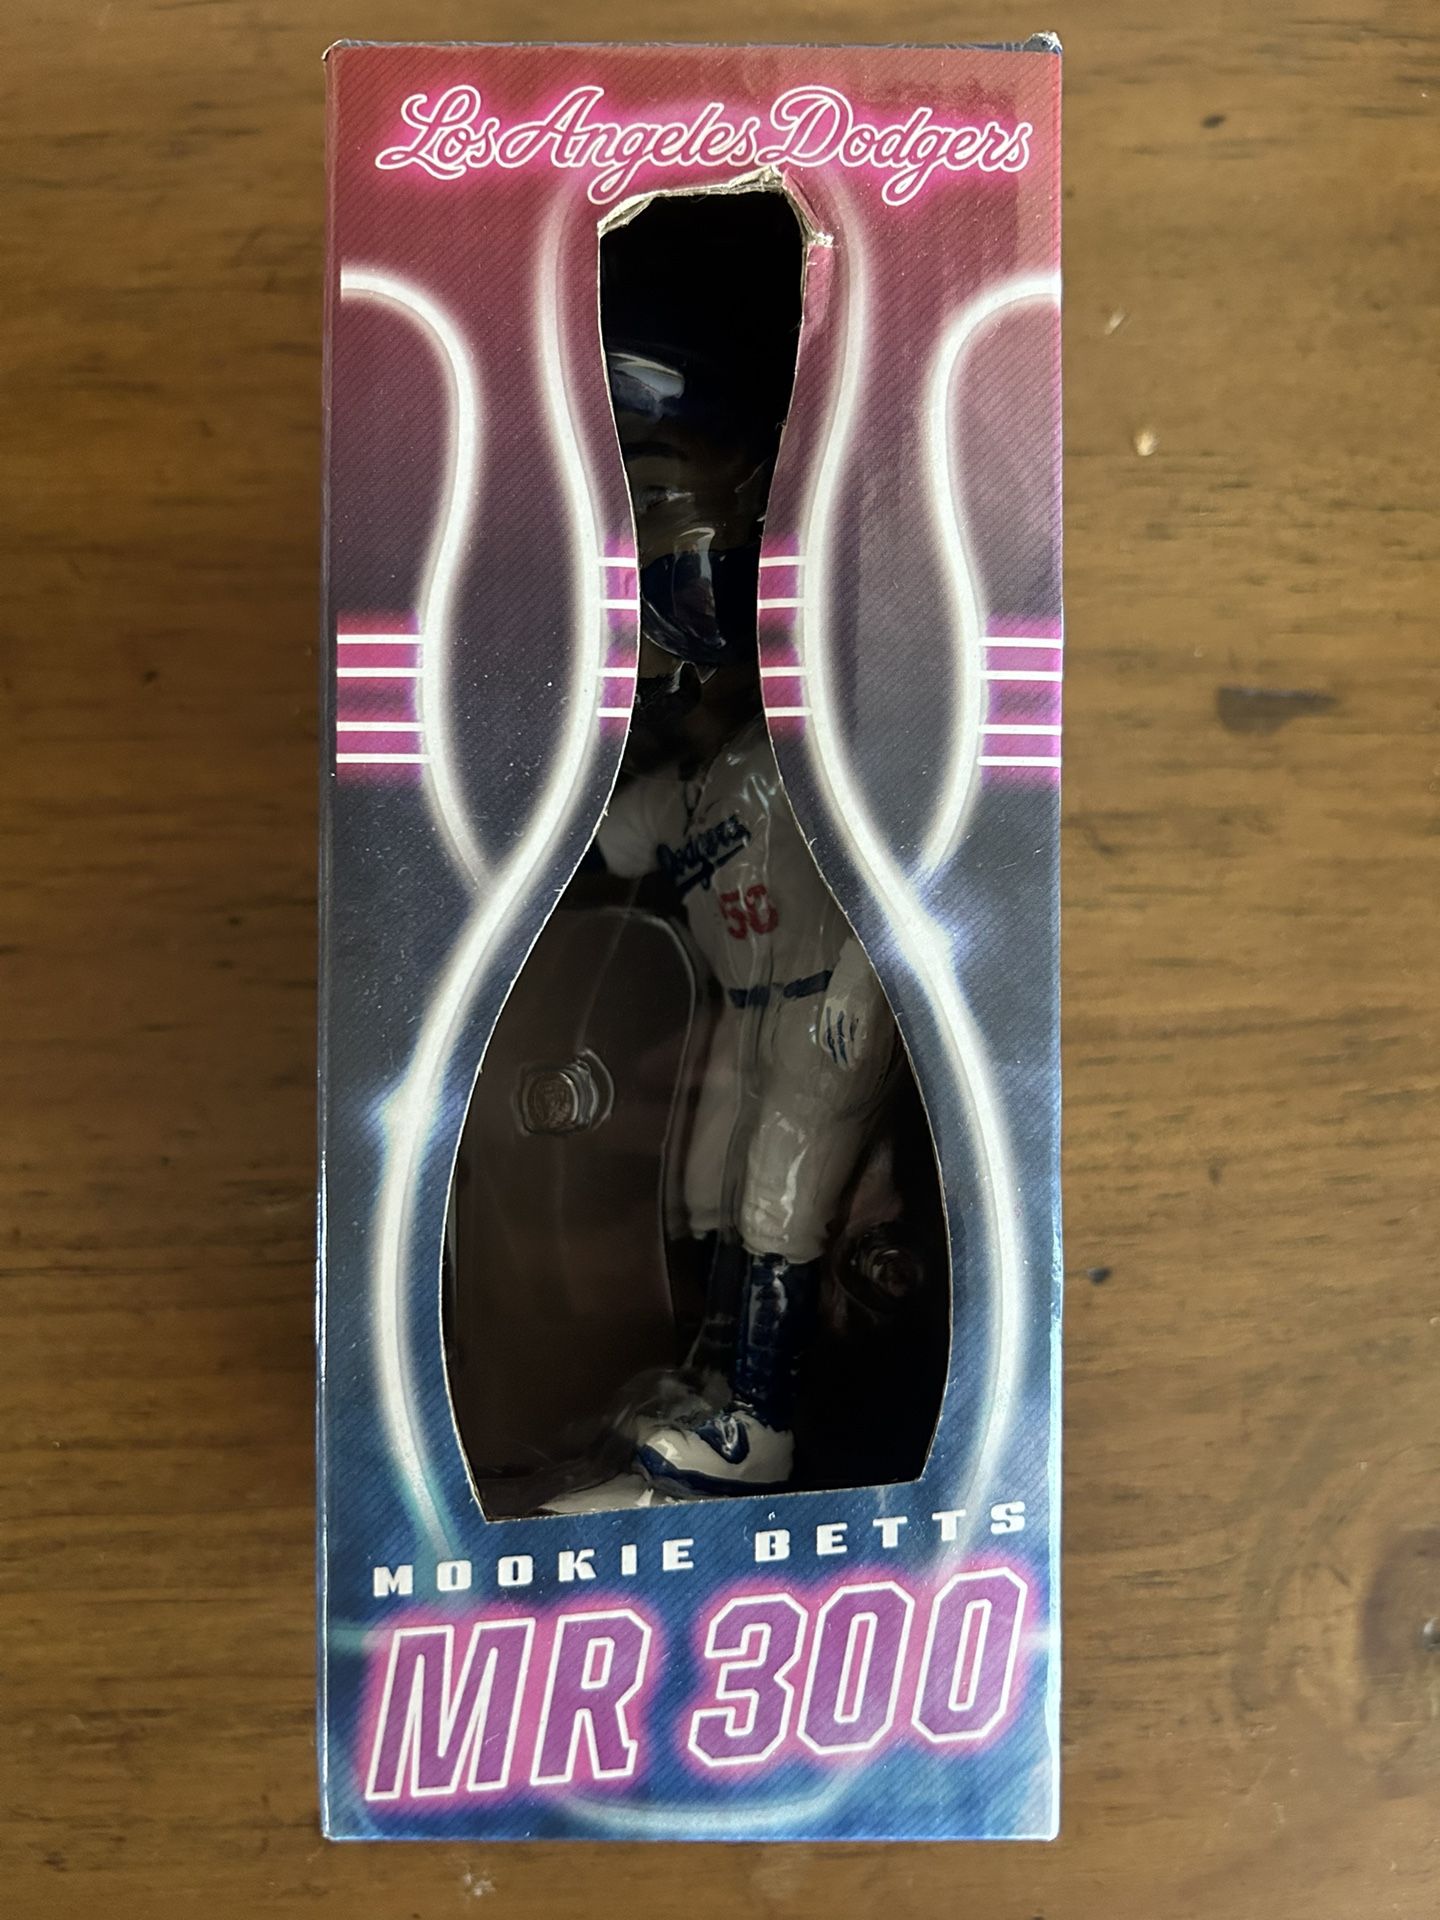 Los Angeles Dodgers
Dodgers
50
MOOKIE BETTS
MR 300